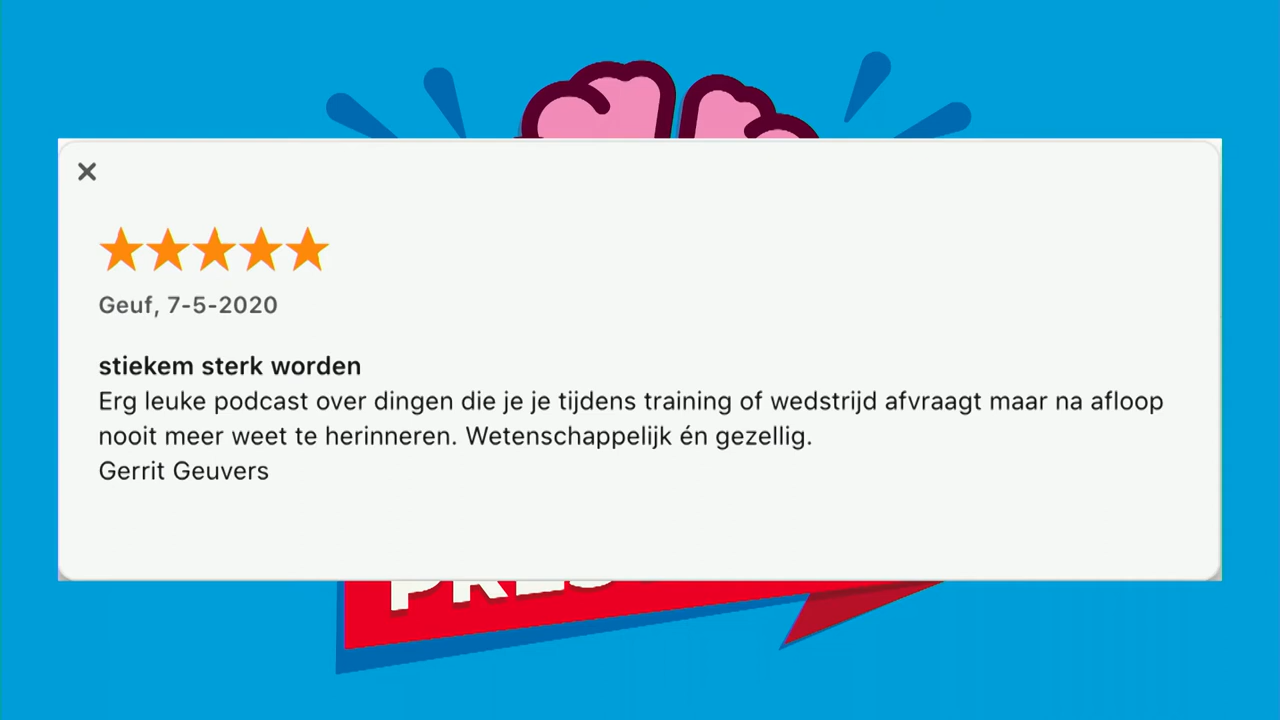 Geuf, 7-5-2020
stiekem sterk worden
Erg leuke podcast over dingen die je je tijdens training of wedstrijd afvraagt maar na afloop
nooit meer weet te herinneren. Wetenschappelijk én gezellig.
Gerrit Geuvers